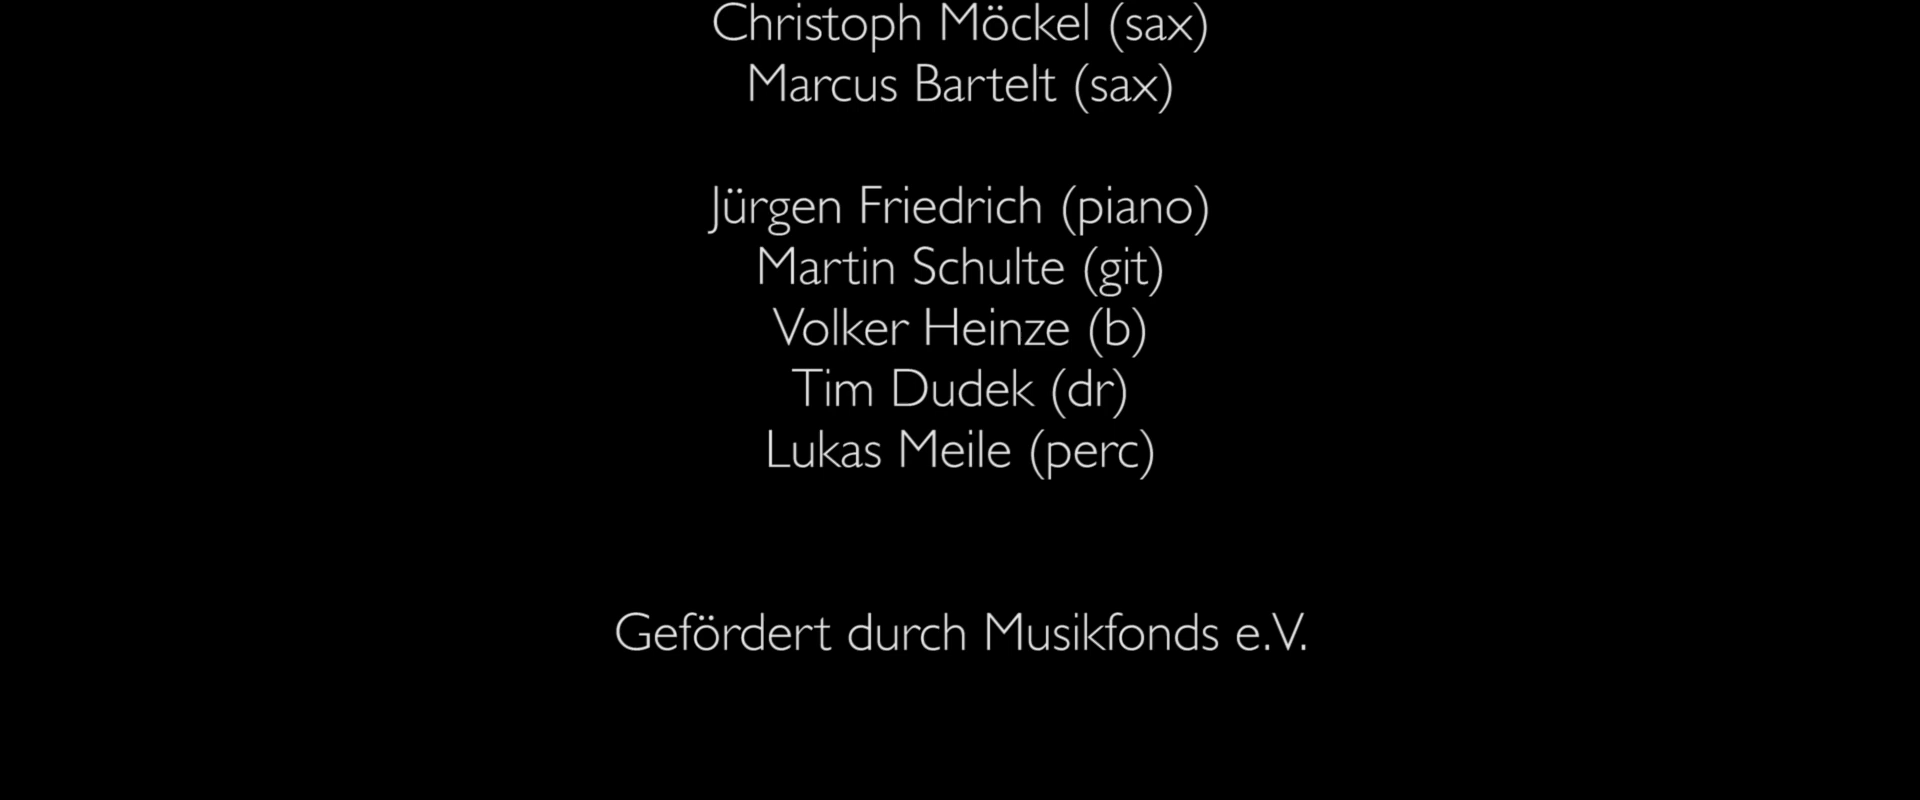 Christoph Möckel (sax)
Marcus Bartelt (sax)
Jürgen Friedrich (piano)
Martin Schulte (git)
Volker Heinze (b)
Tim Dudek (dr)
Lukas Meile (perc)
Gefördert durch Musikfonds e.V.